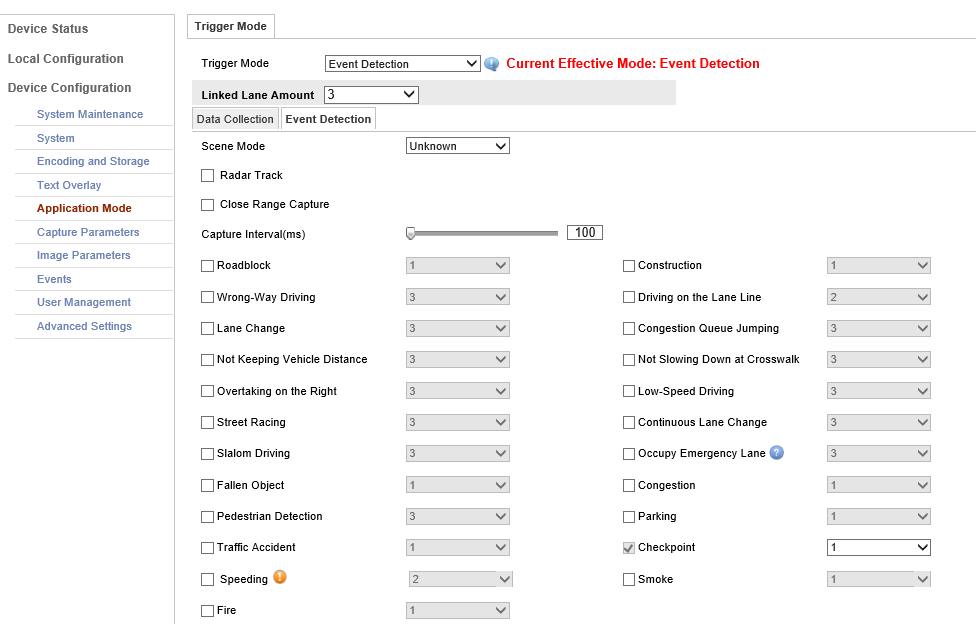 Device Status
Local Configuration
Device Configuration
System Maintenance
System
Encoding and Storage
Text Overlay
Application Mode
Capture Parameters
Image Parameters
Events
User Management
Advanced Settings
Trigger Mode
Trigger Mode Event Detection Current Effective Mode: Event Detection
Linked Lane Amount 3
Data Collection Event Detection
Scene Mode Unknown
Radar Track
Close Range Capture
Capture Interval(ms) 100
Roadblock 1 Construction 1
Wrong-Way Driving 3 Driving on the Lane Line 2
Lane Change 3 Congestion Queue Jumping 3
Not Keeping Vehicle Distance 3 Not Slowing Down at Crosswalk 3
Overtaking on the Right 3 Low-Speed Driving 3
Street Racing 3 Continuous Lane Change 3
Slalom Driving 3 Occupy Emergency Lane ? 3
Fallen Object 1 Congestion 1
Pedestrian Detection 3 Parking 1
Traffic Accident 1 Checkpoint 1
Speeding ! 2 Smoke 1
Fire 1